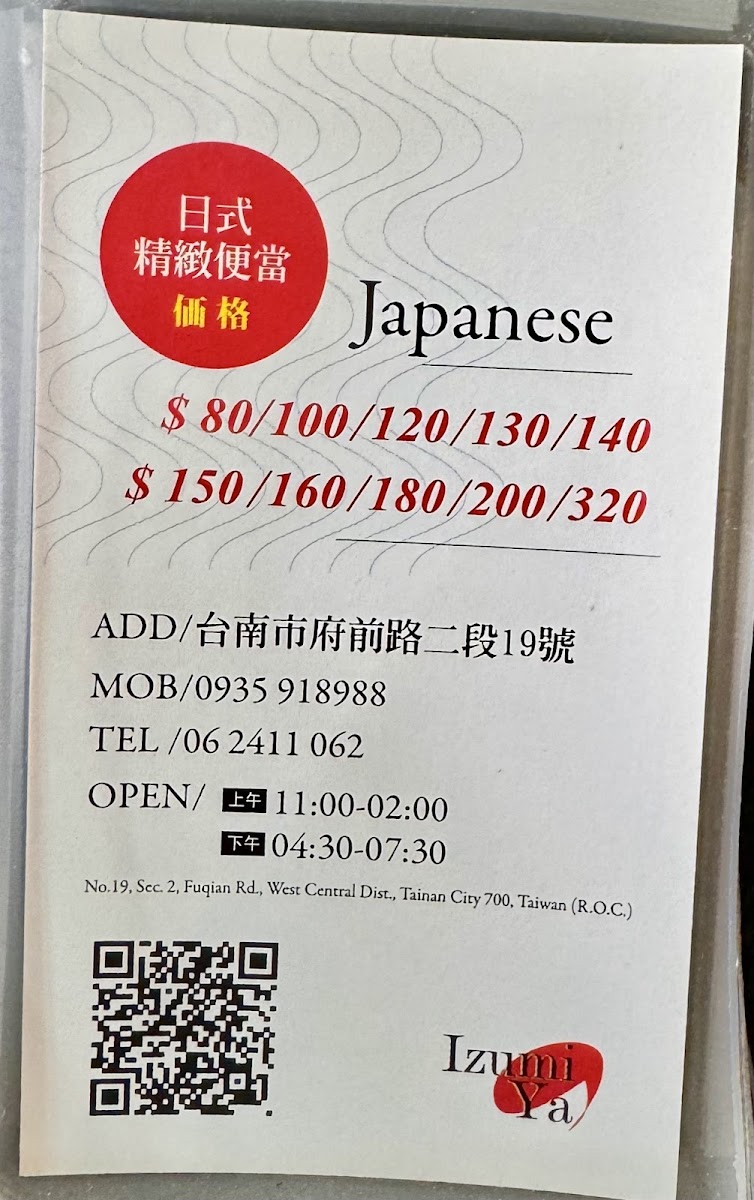 日式
精緻便當
価格
Japanese
$ 80/100/120/130/140
$ 150/160/180/200/320
ADD/台南市府前路二段19號
MOB/0935 918988
TEL /06 2411 062
OPEN/ 上午 11:00-02:00
下午 04:30-07:30
No.19, Sec. 2, Fuqian Rd., West Central Dist., Tainan City 700, Taiwan (R.O.C.)
Izumi
Ya